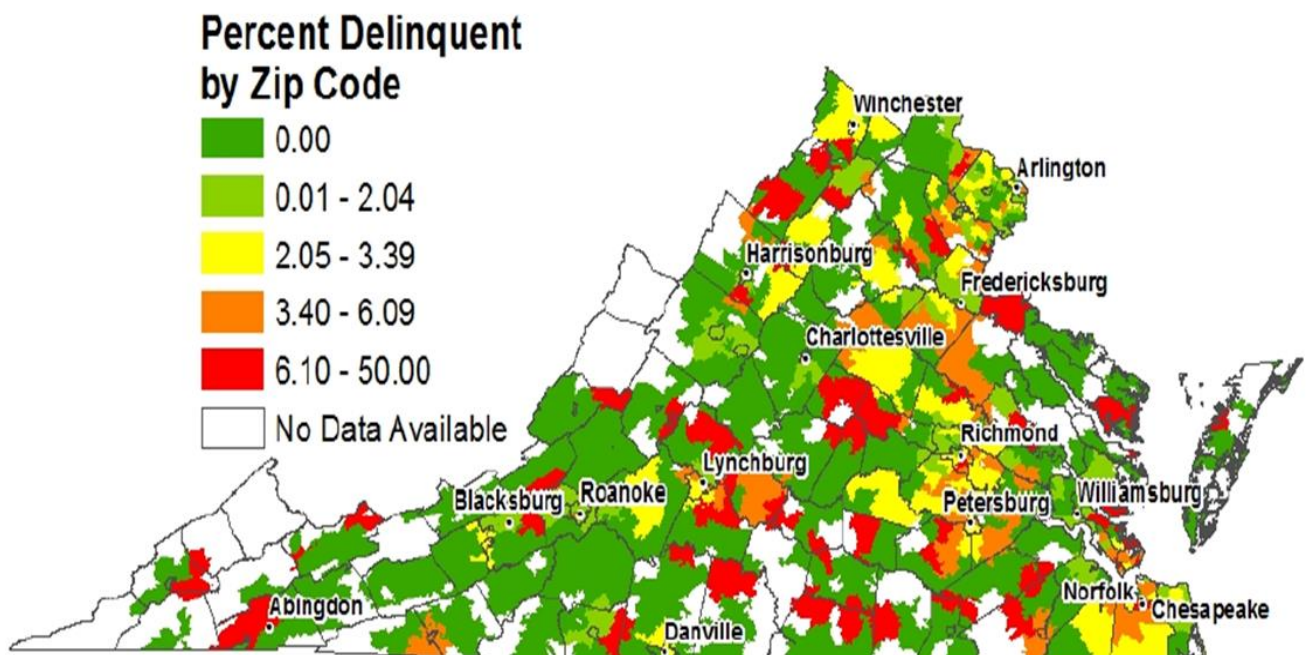 Percent Delinquent
by Zip Code
0.00
0.01 - 2.04
2.05 - 3.39
3.40 - 6.09
6.10 - 50.00
No Data Available
Winchester
Arlington
Harrisonburg
Fredericksburg
Charlottesville
Richmond
Lynchburg
Blacksburg
Roanoke
Petersburg
Williamsburg
Norfolk
Abingdon
Chesapeake
Danville